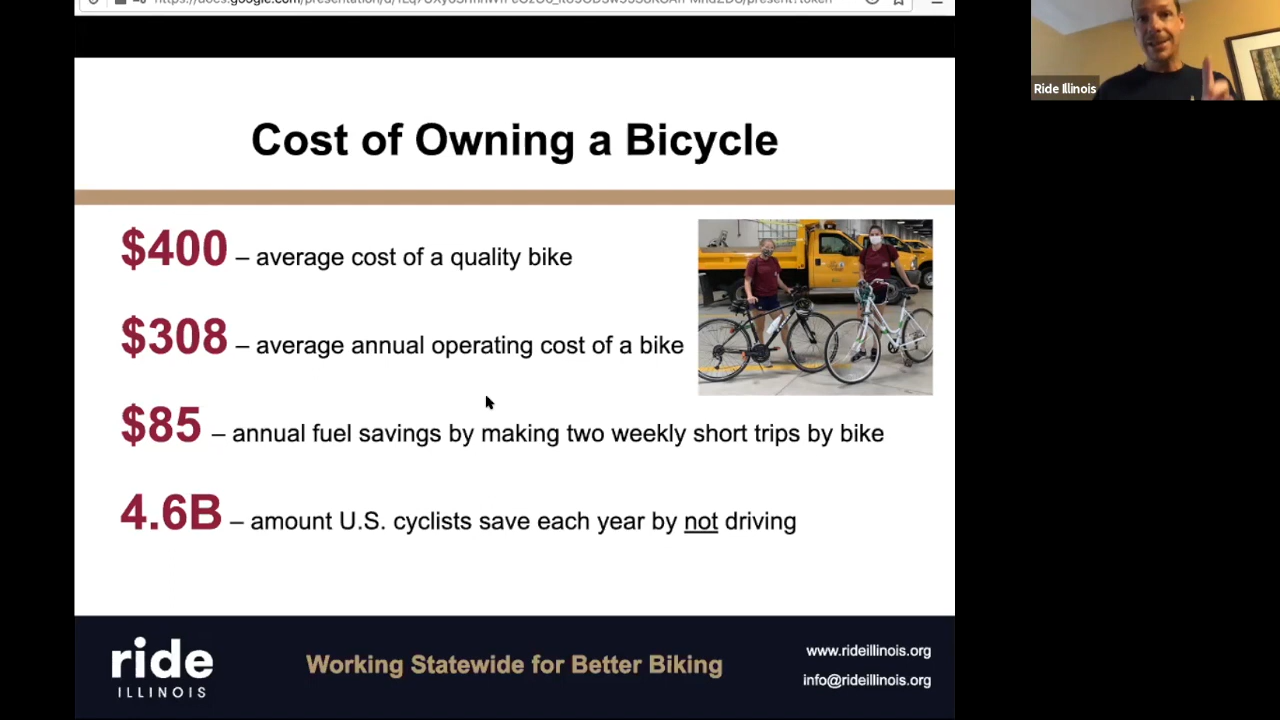 Cost of Owning a Bicycle
$400 – average cost of a quality bike
$308 – average annual operating cost of a bike
$85 – annual fuel savings by making two weekly short trips by bike
4.6B – amount U.S. cyclists save each year by not driving
ride
ILLINOIS
Working Statewide for Better Biking
www.rideillinois.org
info@rideillinois.org
Ride Illinois